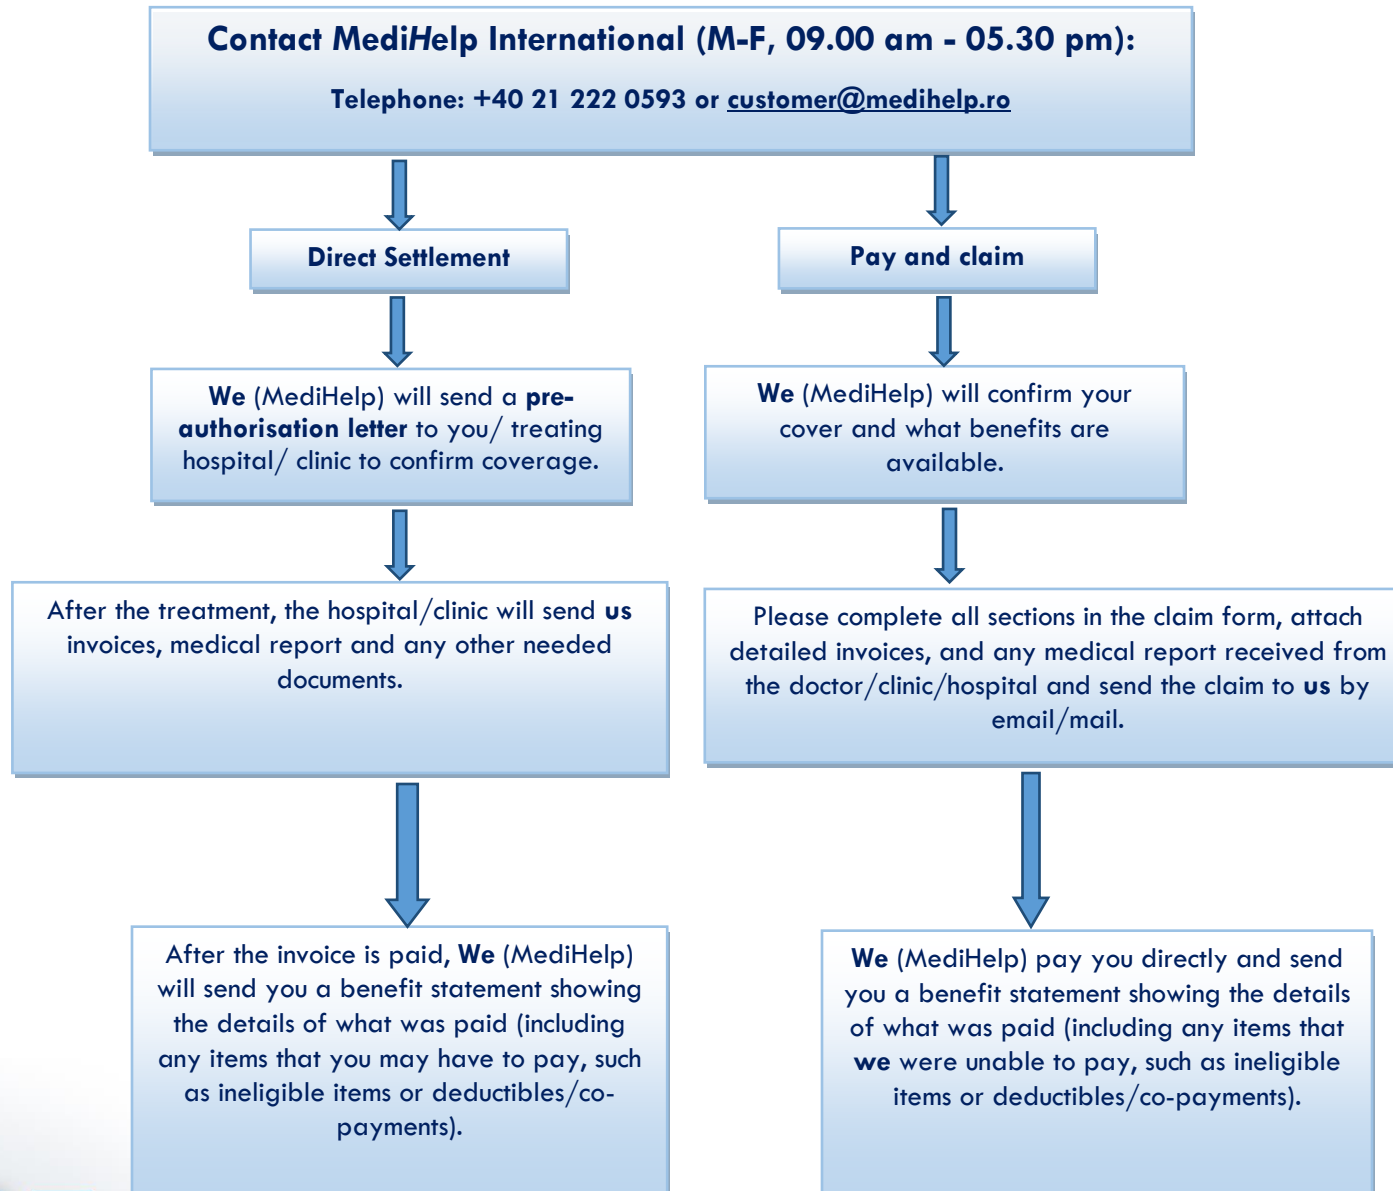 Contact MediHelp International (M-F, 09.00 am - 05.30 pm):
Telephone: +40 21 222 0593 or customer@medihelp.ro
Direct Settlement
We (MediHelp) will send a pre-
authorisation letter to you/ treating
hospital/ clinic to confirm coverage.
After the treatment, the hospital/clinic will send us
invoices, medical report and any other needed
documents.
After the invoice is paid, We (MediHelp)
will send you a benefit statement showing
the details of what was paid (including
any items that you may have to pay, such
as ineligible items or deductibles/co-
payments).
Pay and claim
We (MediHelp) will confirm your
cover and what benefits are
available.
Please complete all sections in the claim form, attach
detailed invoices, and any medical report received from
the doctor/clinic/hospital and send the claim to us by
email/mail.
We (MediHelp) pay you directly and send
you a benefit statement showing the details
of what was paid (including any items that
we were unable to pay, such as ineligible
items or deductibles/co-payments).